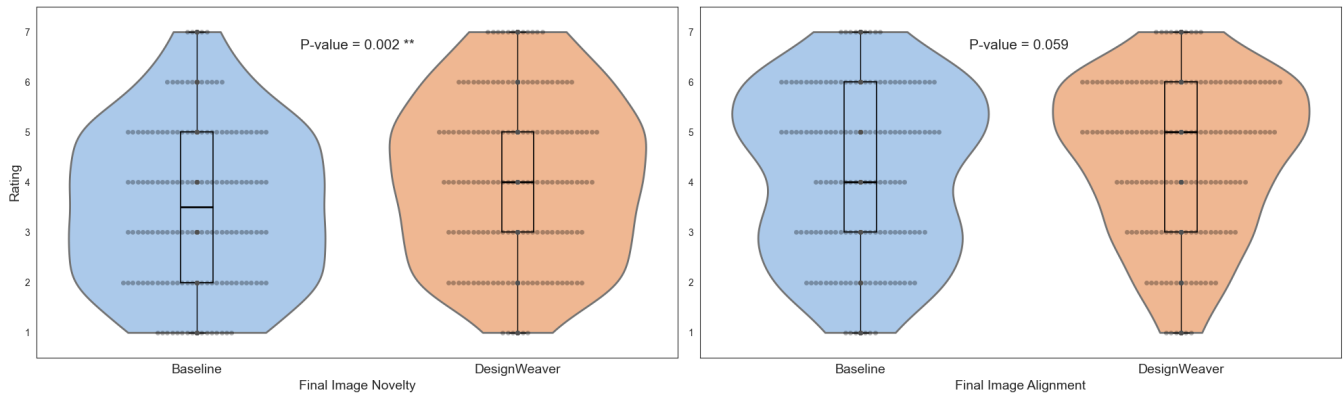 7
6
5
4
3
2
1
Rating
P-value = 0.002 **
Baseline
DesignWeaver
Final Image Novelty
7
6
5
4
3
2
1
P-value = 0.059
Baseline
DesignWeaver
Final Image Alignment